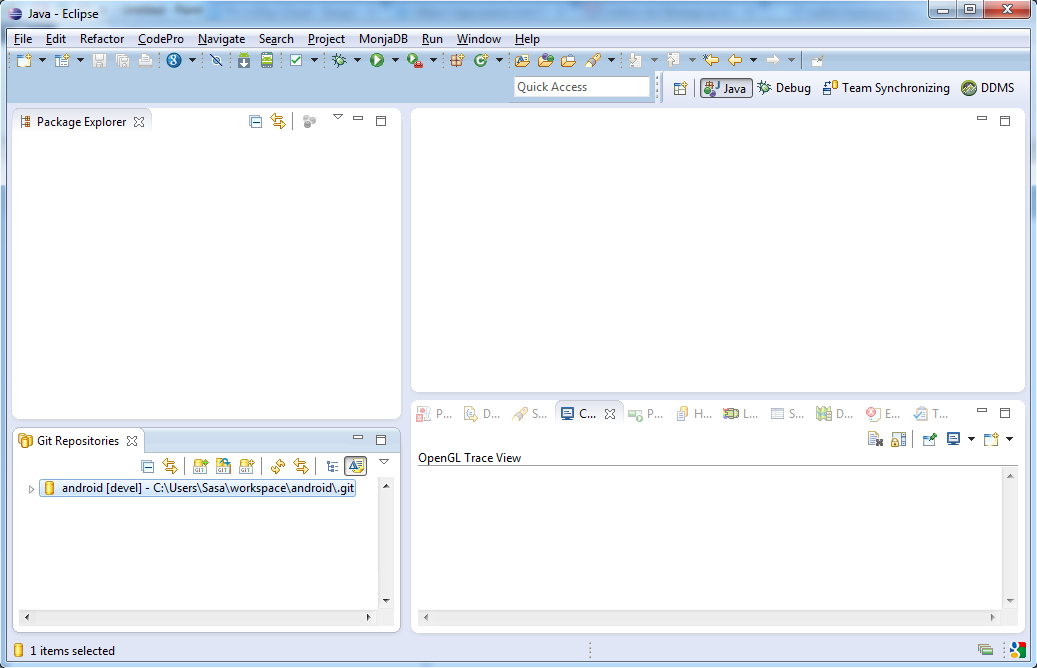 Java - Eclipse
File Edit Refactor CodePro Navigate Search Project MonjaDB Run Window Help
Quick Access
Java Debug Team Synchronizing DDMS
Package Explorer
P... D... S... C... P... H... L... S... D... E... T...
OpenGL Trace View
Git Repositories
android [devel] - C:\Users\Sasa\workspace\android\.git
1 items selected